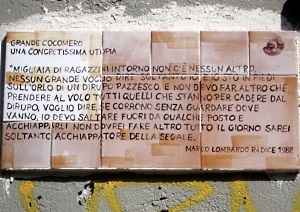 GRANDE COCOMERO
UNA CONCRETISSIMA UTOPIA
"MIGLIAIA DI RAGAZZINI INTORNO NON C'È NESSUN ALTRO,
NESSUN GRANDE VOGLIO DIRE, SOLTANTO IO E IO STO IN PIEDI
SULL'ORLO DI UN DIRUPO PAZZESCO. E NON DEVO FAR ALTRO CHE
PRENDERE AL VOLO TUTTI QUELLI CHE STANNO PER CADERE DAL
DIRUPO, VOGLIO DIRE, SE CORRONO SENZA GUARDARE DOVE
VANNO, IO DEVO SALTARE FUORI DA QUALCHE POSTO E
ACCHIAPPARLI. NON DOVREI FARE ALTRO TUTTO IL GIORNO. SAREI
SOLTANTO ACCHIAPPATORE DELLA SEGALE."
MARCO LOMBARDO RADICE 1988